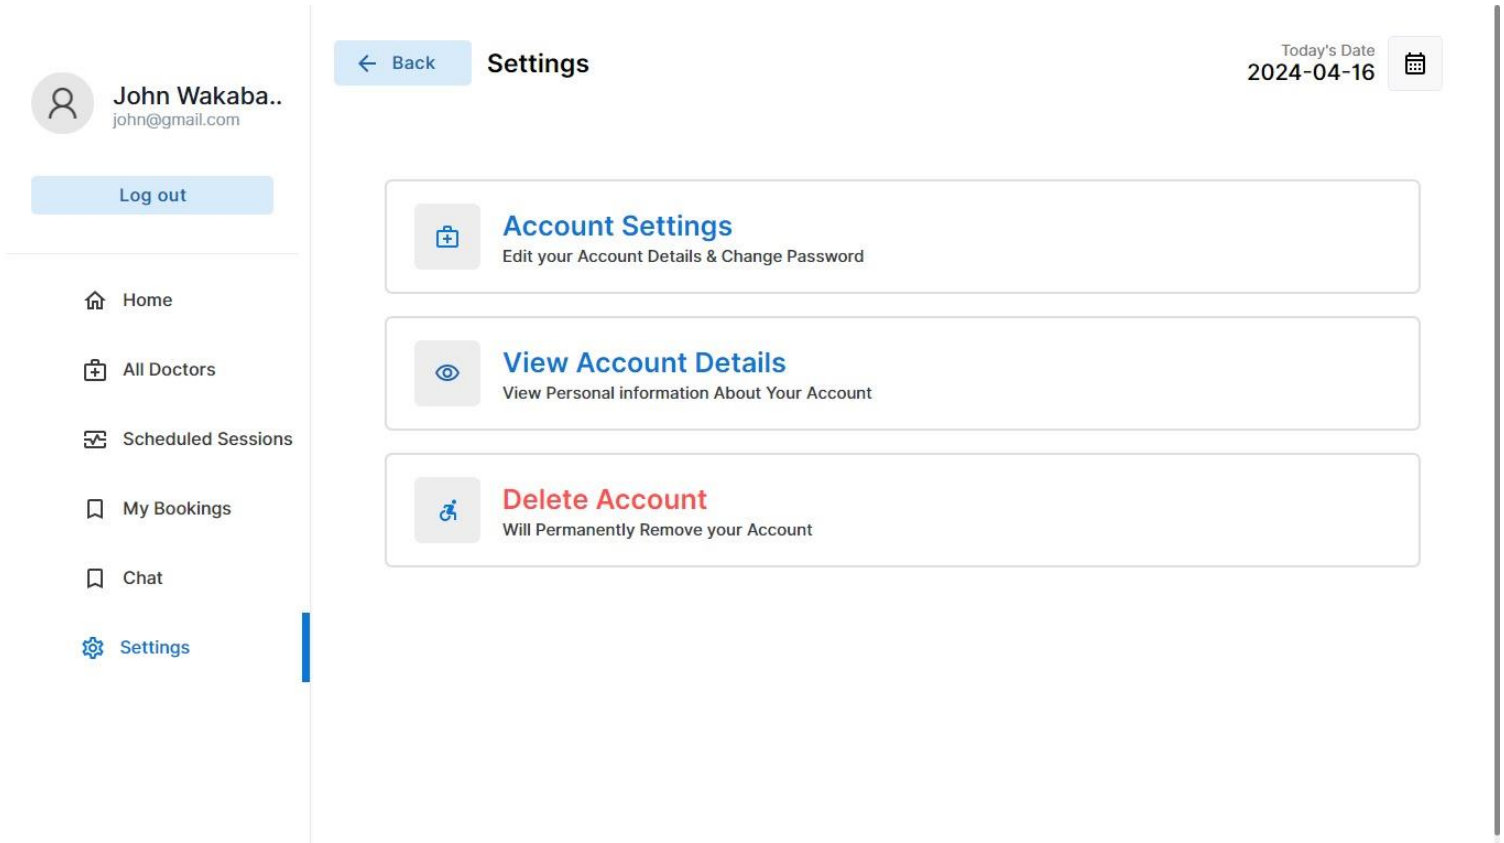 John Wakaba..
john@gmail.com
Log out
Home
All Doctors
Scheduled Sessions
My Bookings
Chat
Settings
Back
Settings
Today's Date
2024-04-16
Account Settings
Edit your Account Details & Change Password
View Account Details
View Personal information About Your Account
Delete Account
Will Permanently Remove your Account